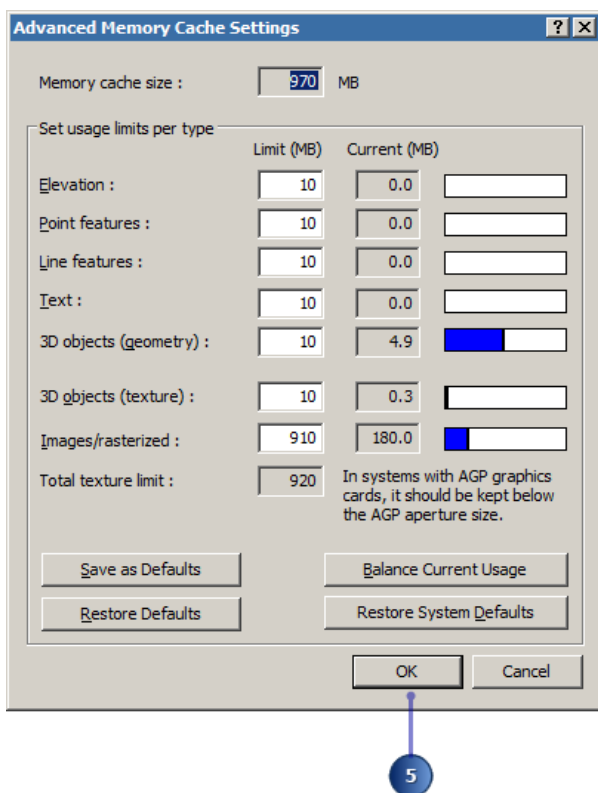 Advanced Memory Cache Settings
Memory cache size : 970 MB
Set usage limits per type
Limit (MB) Current (MB)
Elevation : 10 0.0
Point features : 10 0.0
Line features : 10 0.0
Text : 10 0.0
3D objects (geometry) : 10 4.9
3D objects (texture) : 10 0.3
Images/rasterized : 910 180.0
Total texture limit : 920
In systems with AGP graphics
cards, it should be kept below
the AGP aperture size.
Save as Defaults Balance Current Usage
Restore Defaults Restore System Defaults
OK Cancel
5